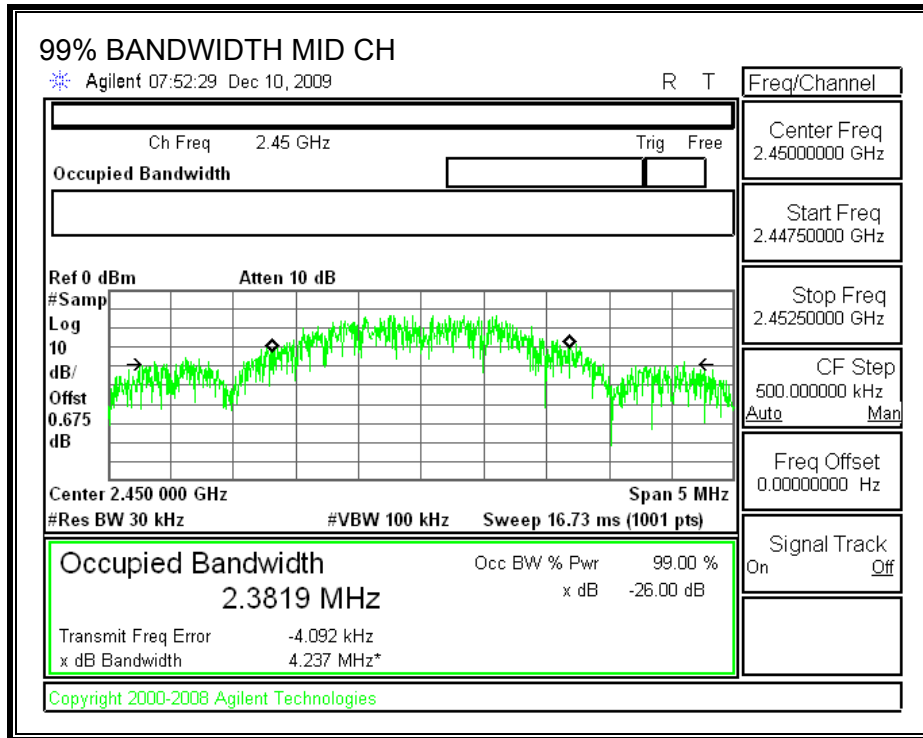 99% BANDWIDTH MID CH
Agilent 07:52:29 Dec 10, 2009 R T
Ch Freq 2.45 GHz Trig Free
Occupied Bandwidth
Ref 0 dBm Atten 10 dB
#Samp
Log
10
dB/
Offst
0.675
dB
Center 2.450 000 GHz Span 5 MHz
#Res BW 30 kHz #VBW 100 kHz Sweep 16.73 ms (1001 pts)
Occupied Bandwidth Occ BW % Pwr 99.00 %
2.3819 MHz x dB -26.00 dB
Transmit Freq Error -4.092 kHz
x dB Bandwidth 4.237 MHz*
Copyright 2000-2008 Agilent Technologies
Freq/Channel
Center Freq
2.45000000 GHz
Start Freq
2.44750000 GHz
Stop Freq
2.45250000 GHz
CF Step
500.000000 kHz
Auto Man
Freq Offset
0.00000000 Hz
Signal Track
On Off